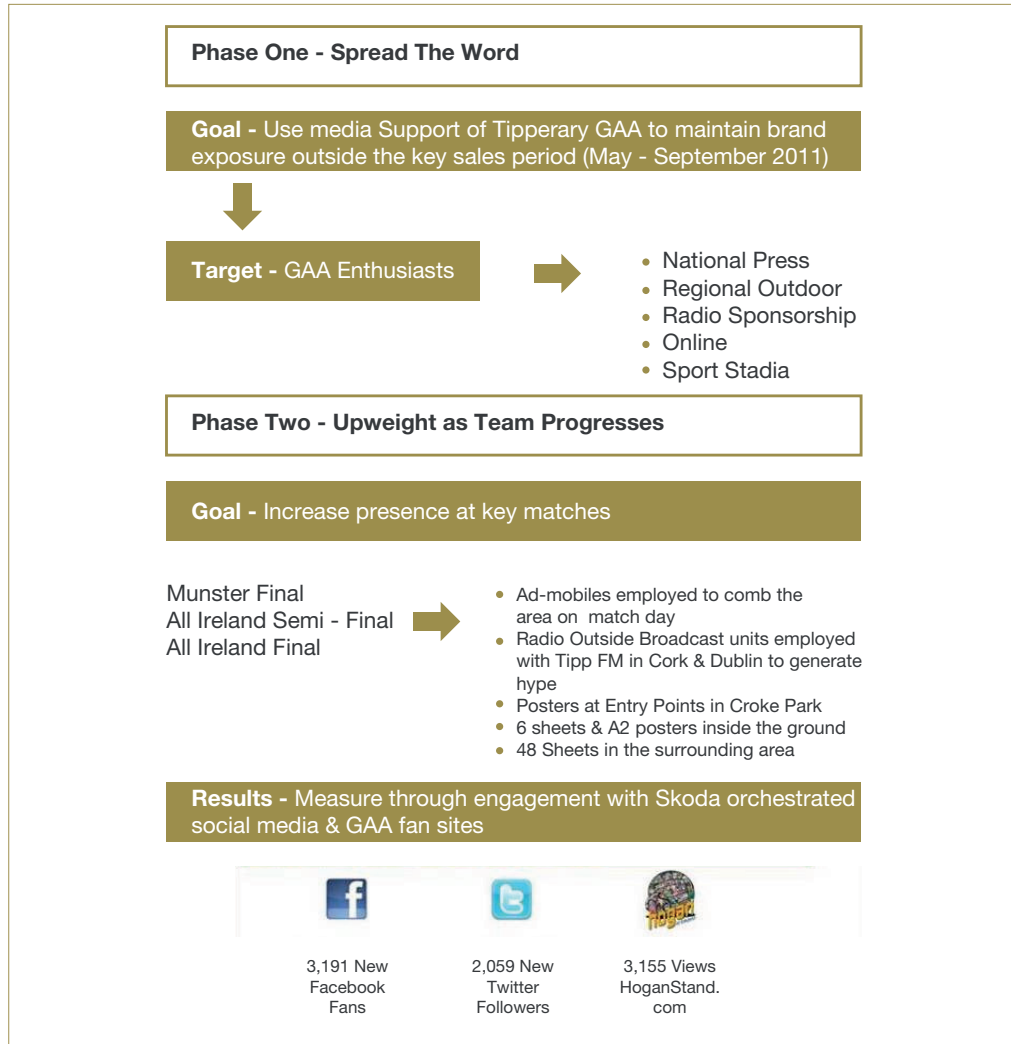 Phase One - Spread The Word
Goal - Use media Support of Tipperary GAA to maintain brand
exposure outside the key sales period (May - September 2011)
Target - GAA Enthusiasts
• National Press
• Regional Outdoor
• Radio Sponsorship
• Online
• Sport Stadia
Phase Two - Upweight as Team Progresses
Goal - Increase presence at key matches
Munster Final
All Ireland Semi - Final
All Ireland Final
• Ad-mobiles employed to comb the
area on match day
• Radio Outside Broadcast units employed
with Tipp FM in Cork & Dublin to generate
hype
• Posters at Entry Points in Croke Park
• 6 sheets & A2 posters inside the ground
• 48 Sheets in the surrounding area
Results - Measure through engagement with Skoda orchestrated
social media & GAA fan sites
f
t
hogan
3,191 New
Facebook
Fans
2,059 New
Twitter
Followers
3,155 Views
HoganStand.
com